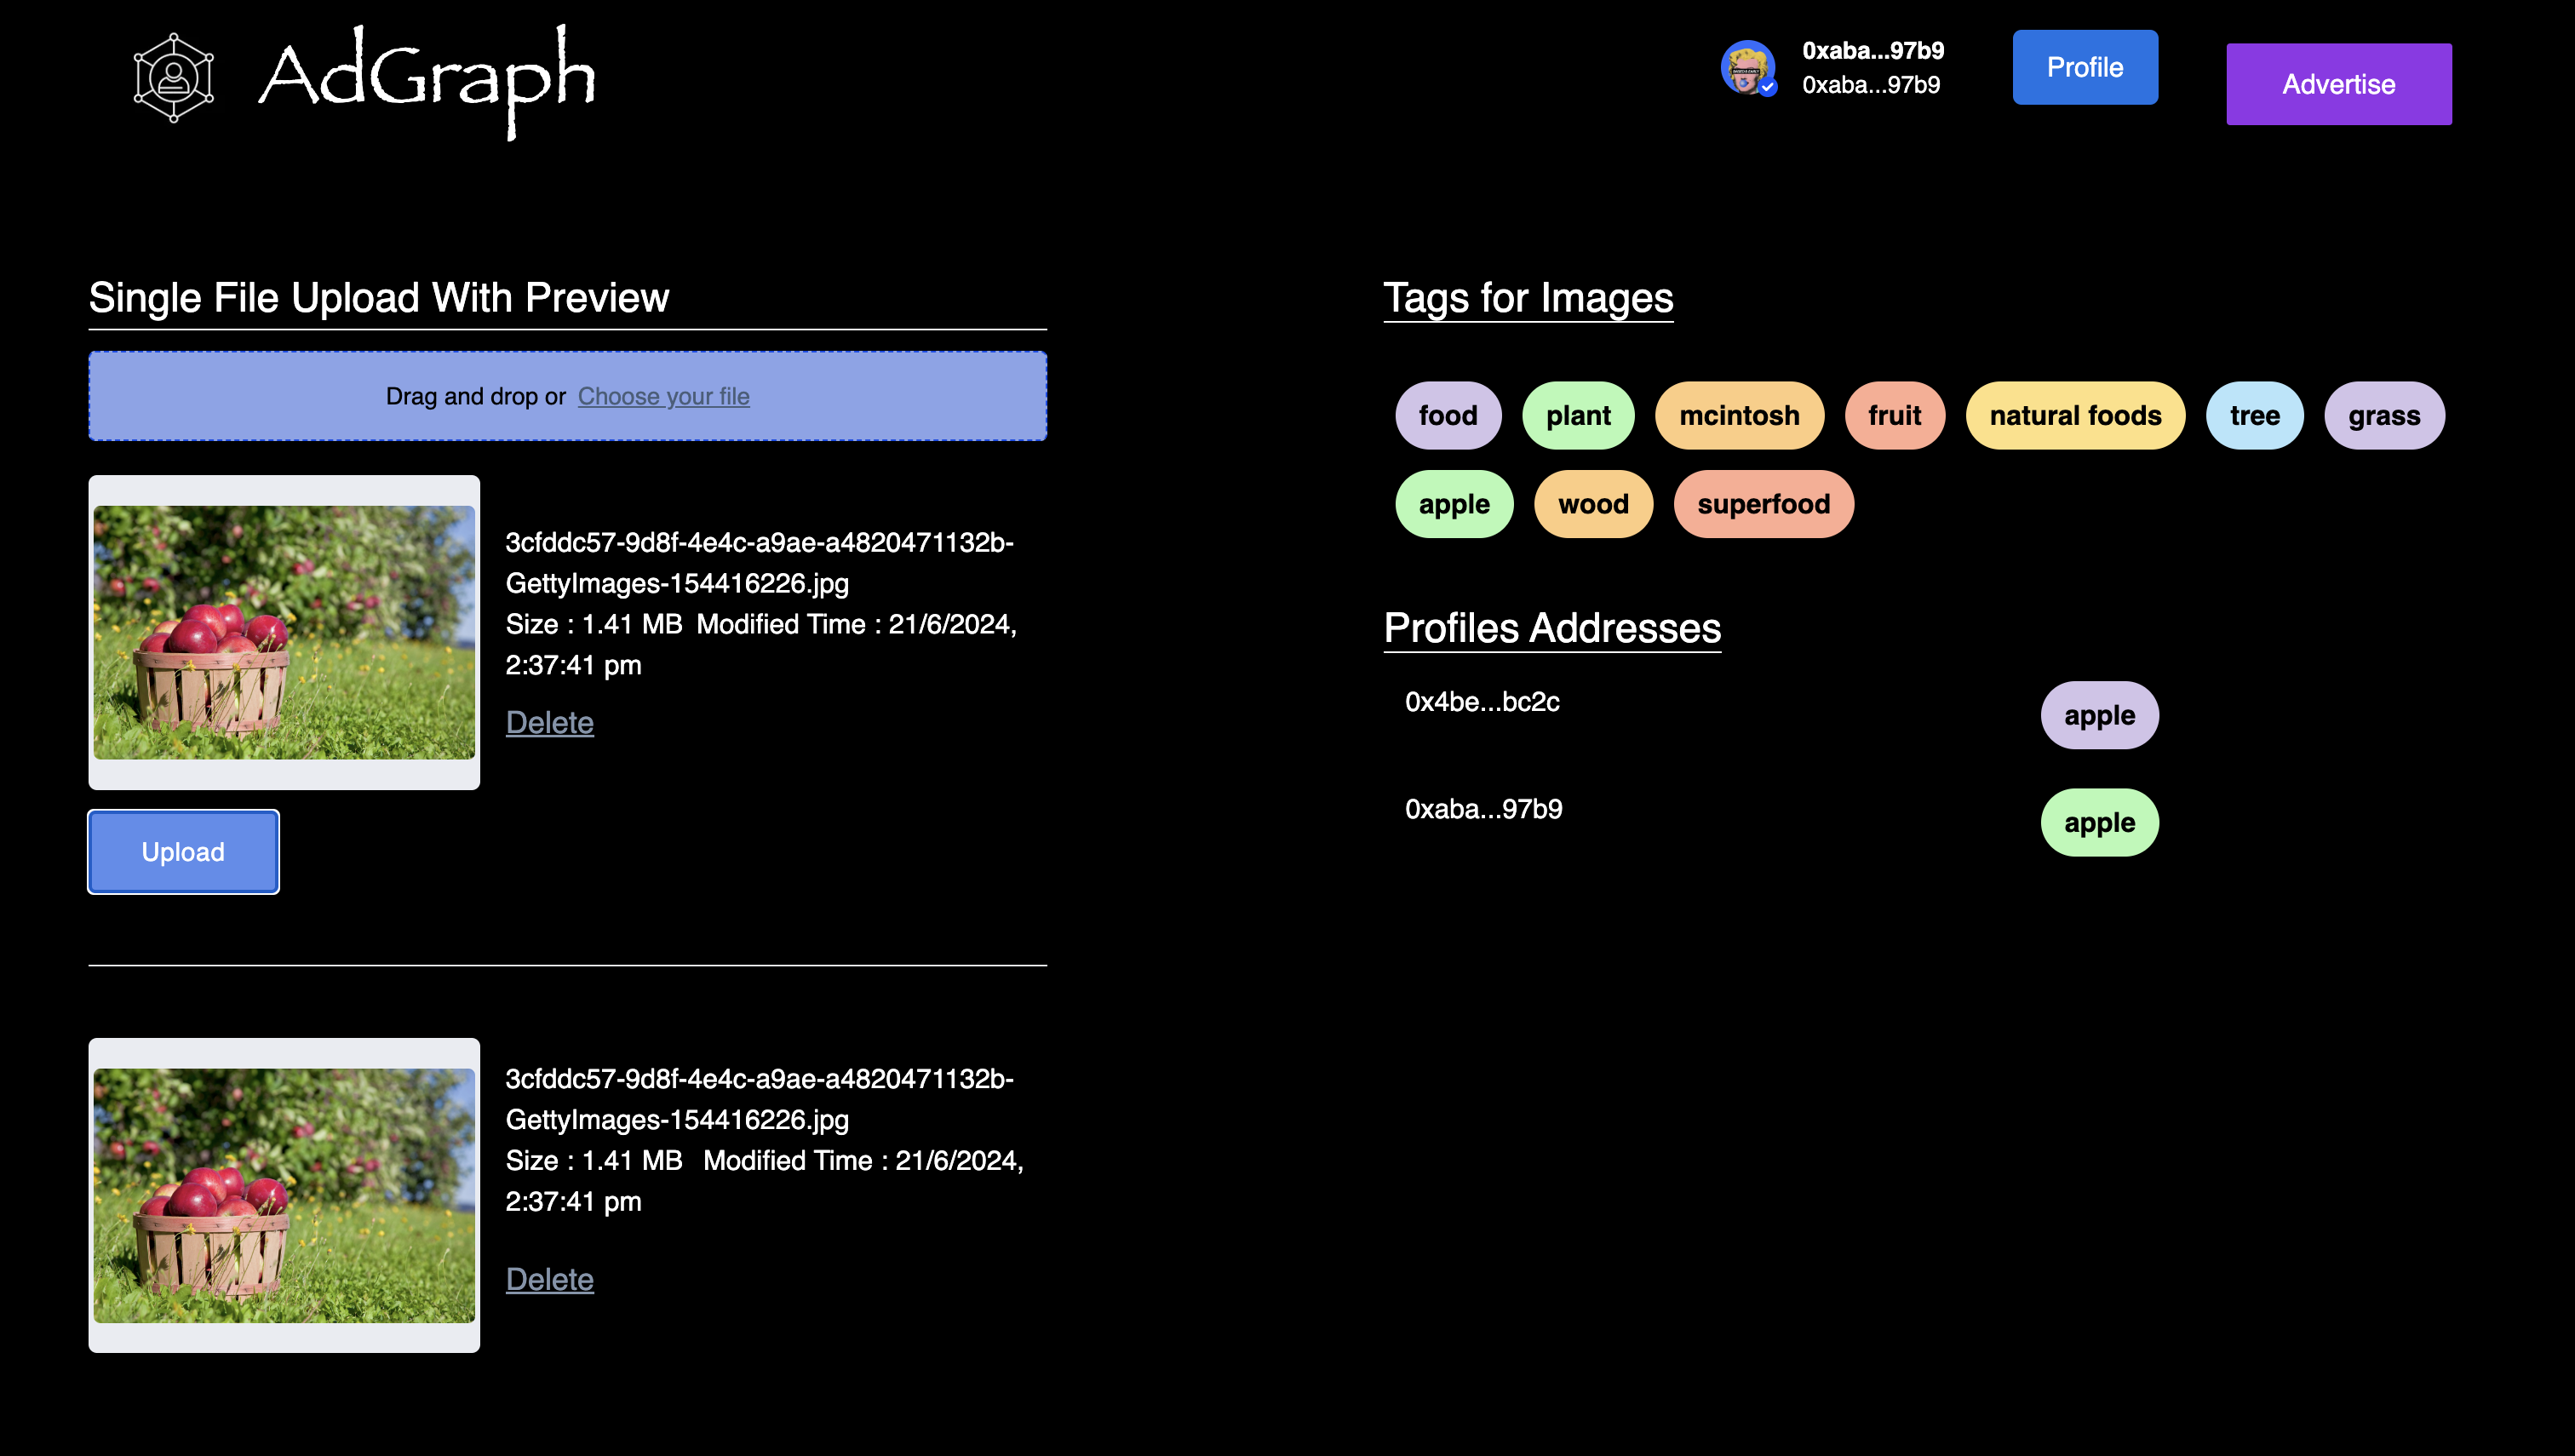 AdGraph
0xaba...97b9
0xaba...97b9
Profile
Advertise
Single File Upload With Preview
Drag and drop or Choose your file
3cfddc57-9d8f-4e4c-a9ae-a4820471132b-
GettyImages-154416226.jpg
Size : 1.41 MB Modified Time : 21/6/2024,
2:37:41 pm
Delete
Upload
3cfddc57-9d8f-4e4c-a9ae-a4820471132b-
GettyImages-154416226.jpg
Size : 1.41 MB Modified Time : 21/6/2024,
2:37:41 pm
Delete
Tags for Images
food plant mcintosh fruit natural foods tree grass
apple wood superfood
Profiles Addresses
0x4be...bc2c apple
0xaba...97b9 apple